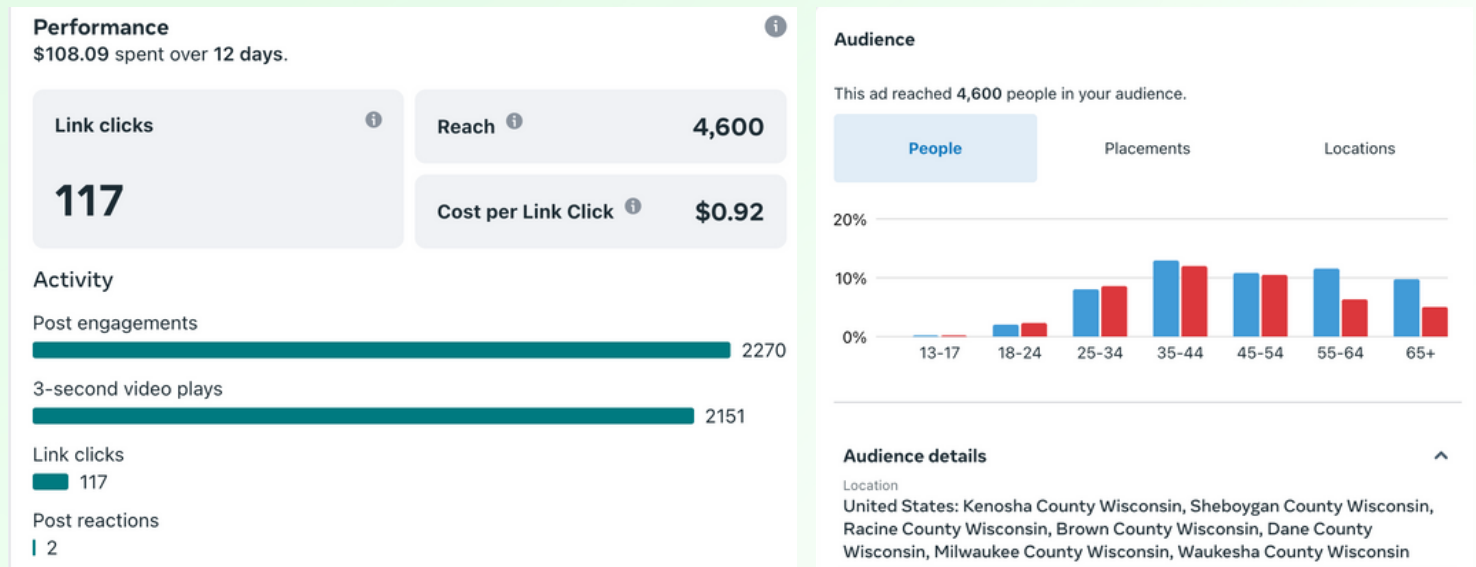 Performance
$108.09 spent over 12 days.
Link clicks
117
Reach
4,600
Cost per Link Click
$0.92
Activity
Post engagements
2270
3-second video plays
2151
Link clicks
117
Post reactions
2
Audience
This ad reached 4,600 people in your audience.
People Placements Locations
20%
10%
0%
13-17 18-24 25-34 35-44 45-54 55-64 65+
Audience details
Location
United States: Kenosha County Wisconsin, Sheboygan County Wisconsin,
Racine County Wisconsin, Brown County Wisconsin, Dane County
Wisconsin, Milwaukee County Wisconsin, Waukesha County Wisconsin